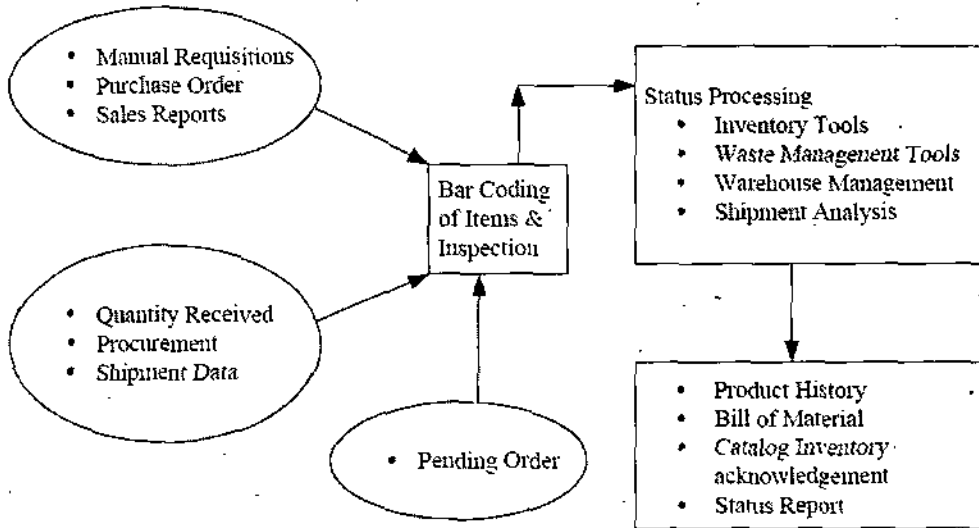 • Manual Requisitions
• Purchase Order
• Sales Reports
Status Processing
• Inventory Tools
• Waste Management Tools
• Warehouse Management
• Shipment Analysis
Bar Coding
of Items &
Inspection
• Quantity Received
• Procurement
• Shipment Data
• Pending Order
• Product History
• Bill of Material
• Catalog Inventory
acknowledgement
• Status Report